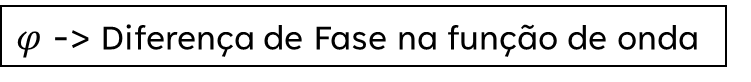 φ -> Diferença de Fase na função de onda